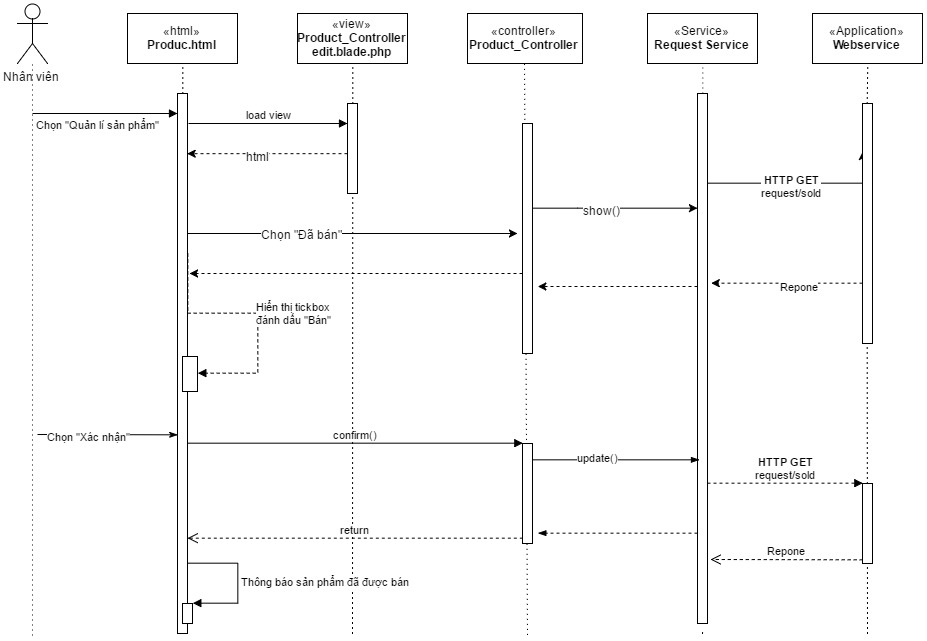 Nhân viên
«html»
Produc.html
«view»
Product_Controller
edit.blade.php
«controller»
Product_Controller
«Service»
Request Service
«Application»
Webservice
Chọn "Quản lí sản phẩm"
load view
html
HTTP GET
request/sold
show()
Chọn "Đã bán"
Repone
Hiển thị tickbox
đánh dấu "Bán"
Chọn "Xác nhận"
confirm()
update()
HTTP GET
request/sold
return
Repone
Thông báo sản phẩm đã được bán